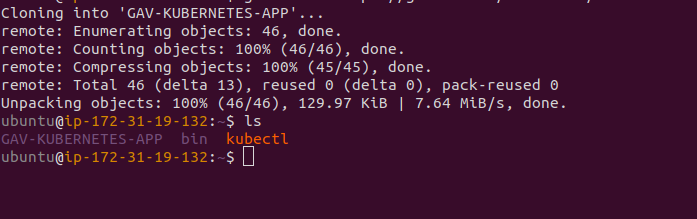 Cloning into 'GAV-KUBERNETES-APP'...
remote: Enumerating objects: 46, done.
remote: Counting objects: 100% (46/46), done.
remote: Compressing objects: 100% (45/45), done.
remote: Total 46 (delta 13), reused 0 (delta 0), pack-reused 0
Unpacking objects: 100% (46/46), 129.97 KiB | 7.64 MiB/s, done.
ubuntu@ip-172-31-19-132:~$ ls
GAV-KUBERNETES-APP  bin  kubectl
ubuntu@ip-172-31-19-132:~$